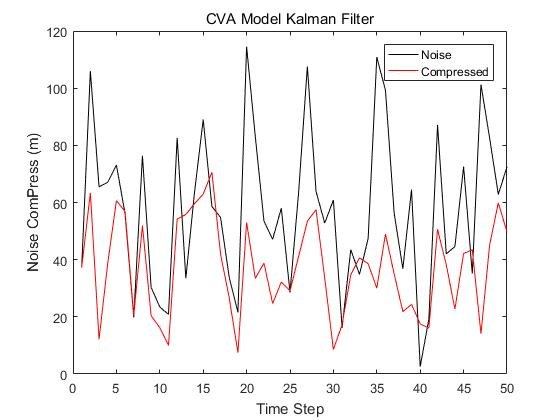 CVA Model Kalman Filter
120
100
80
60
40
20
0
Noise ComPress (m)
Noise
Compressed
0 5 10 15 20 25 30 35 40 45 50
Time Step